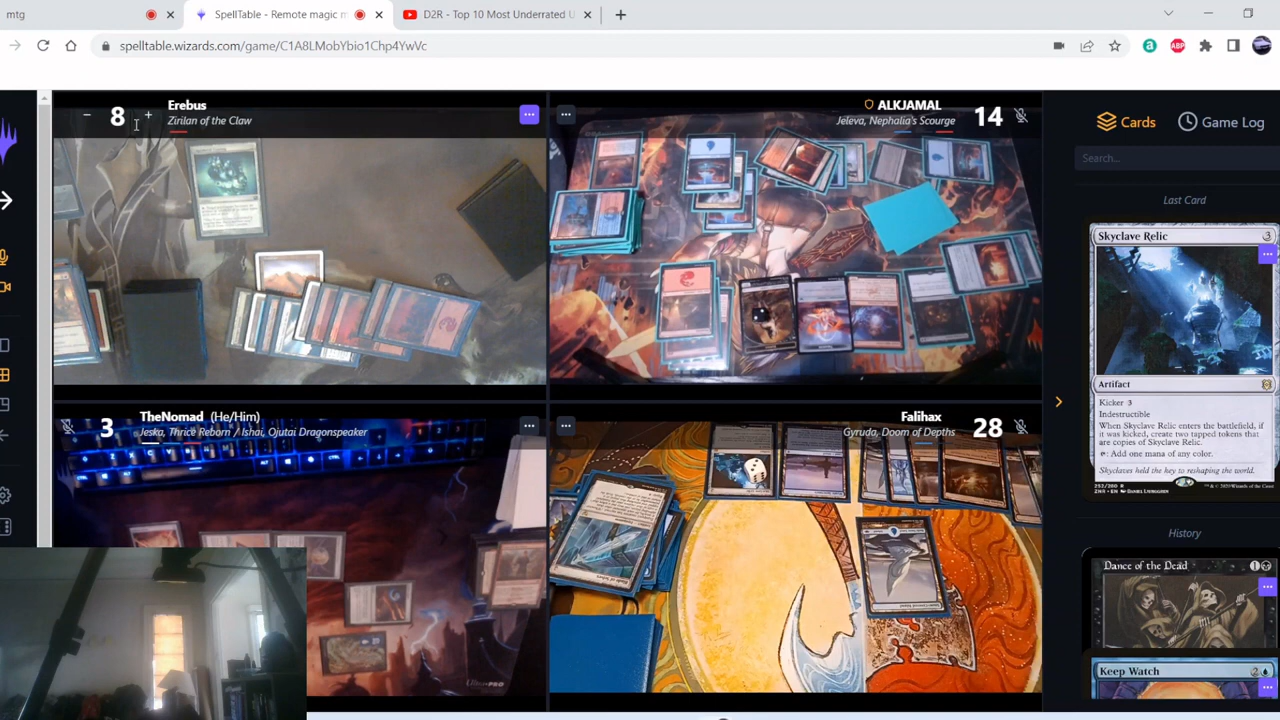 mtg
SpellTable - Remote magic m
D2R - Top 10 Most Underrated U
spelltable.wizards.com/game/C1A8LMobYbio1Chp4YwVc
ABP
8
Erebus
Zirilan of the Claw
ALKJAMAL
Jeleva, Nephalia's Scourge
14
3
TheNomad (He/Him)
Jeska, Thrice Reborn / Ishai, Ojutai Dragonspeaker
Falihax
Gyruda, Doom of Depths
28
Cards
Game Log
Search...
Last Card
Skyclave Relic 3
Artifact
Kicker 3
Indestructible
When Skyclave Relic enters the battlefield, if
it was kicked, create two tapped tokens that
are copies of Skyclave Relic.
: Add one mana of any color.
Skyclaves held the key to reshaping the world.
History
Dance of the Dead 1
Keep Watch 2